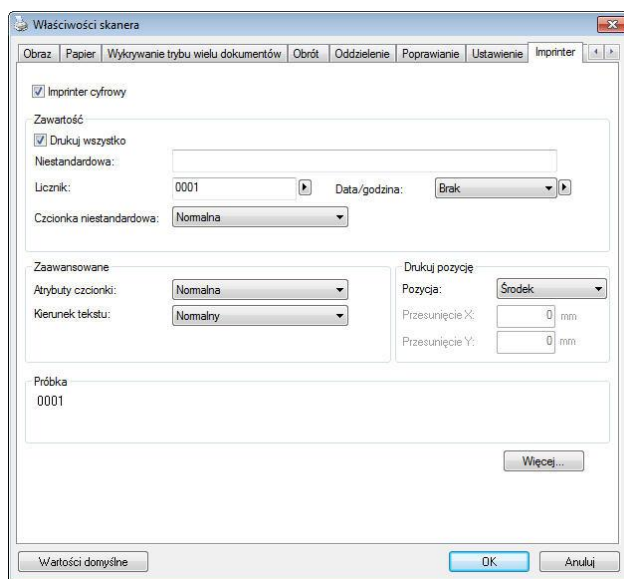 Właściwości skanera
Obraz Papier Wykrywanie trybu wielu dokumentów Obrót Oddzielenie Poprawianie Ustawienie Imprinter
Imprinter cyfrowy
Zawartość
Drukuj wszystko
Niestandardowa:
Licznik: 0001 Data/godzina: Brak
Czcionka niestandardowa: Normalna
Zaawansowane
Atrybuty czcionki: Normalna
Kierunek tekstu: Normalny
Drukuj pozycję
Pozycja: Środek
Przesunięcie X: 0 mm
Przesunięcie Y: 0 mm
Próbka
0001
Więcej...
Wartości domyślne OK Anuluj